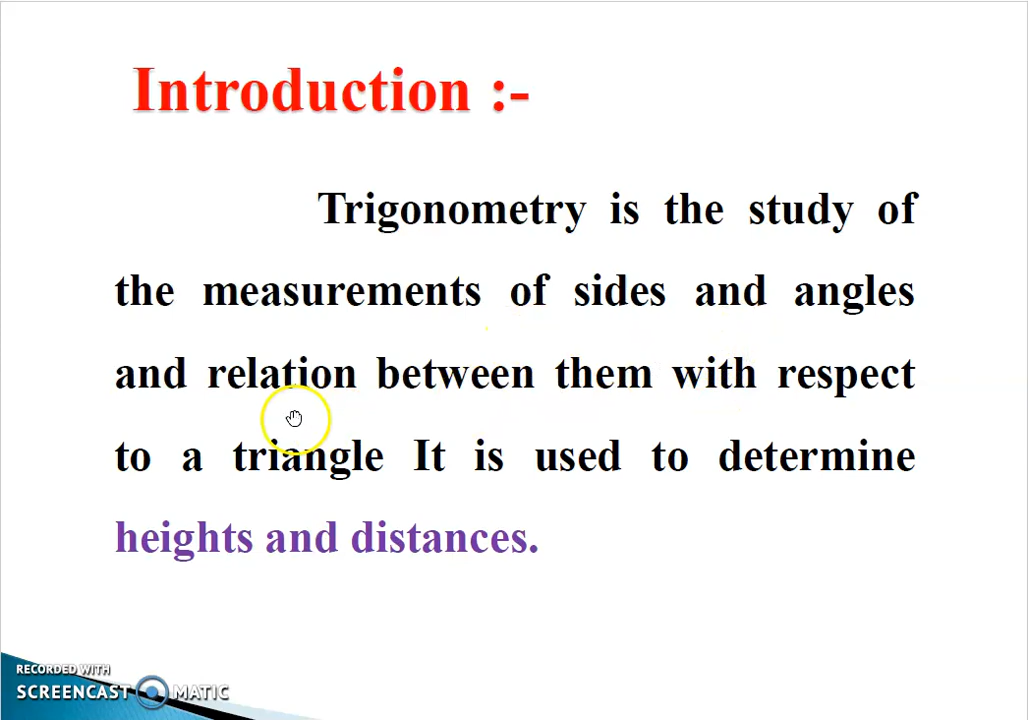 Introduction :-
Trigonometry is the study of
the measurements of sides and angles
and relation between them with respect
to a triangle It is used to determine
heights and distances.
RECORDED WITH
SCREENCAST MATIC